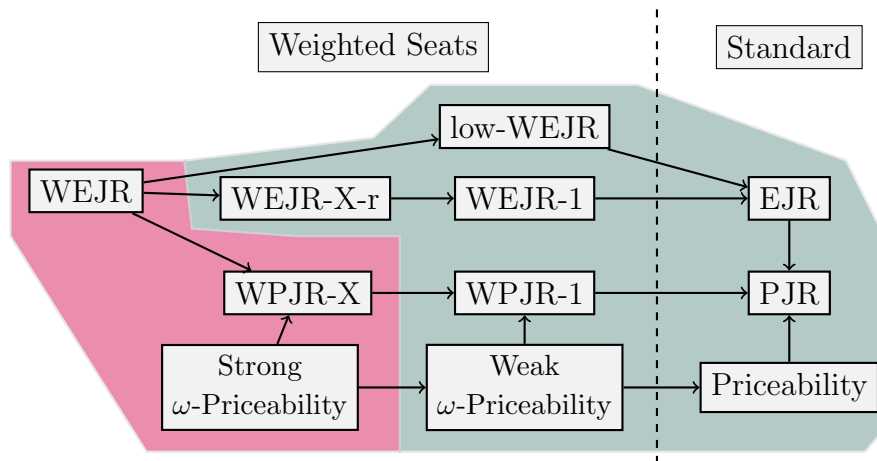 Weighted Seats
Standard
low-WEJR
WEJR
WEJR-X-r
WEJR-1
EJR
WPJR-X
WPJR-1
PJR
Strong
ω-Priceability
Weak
ω-Priceability
Priceability